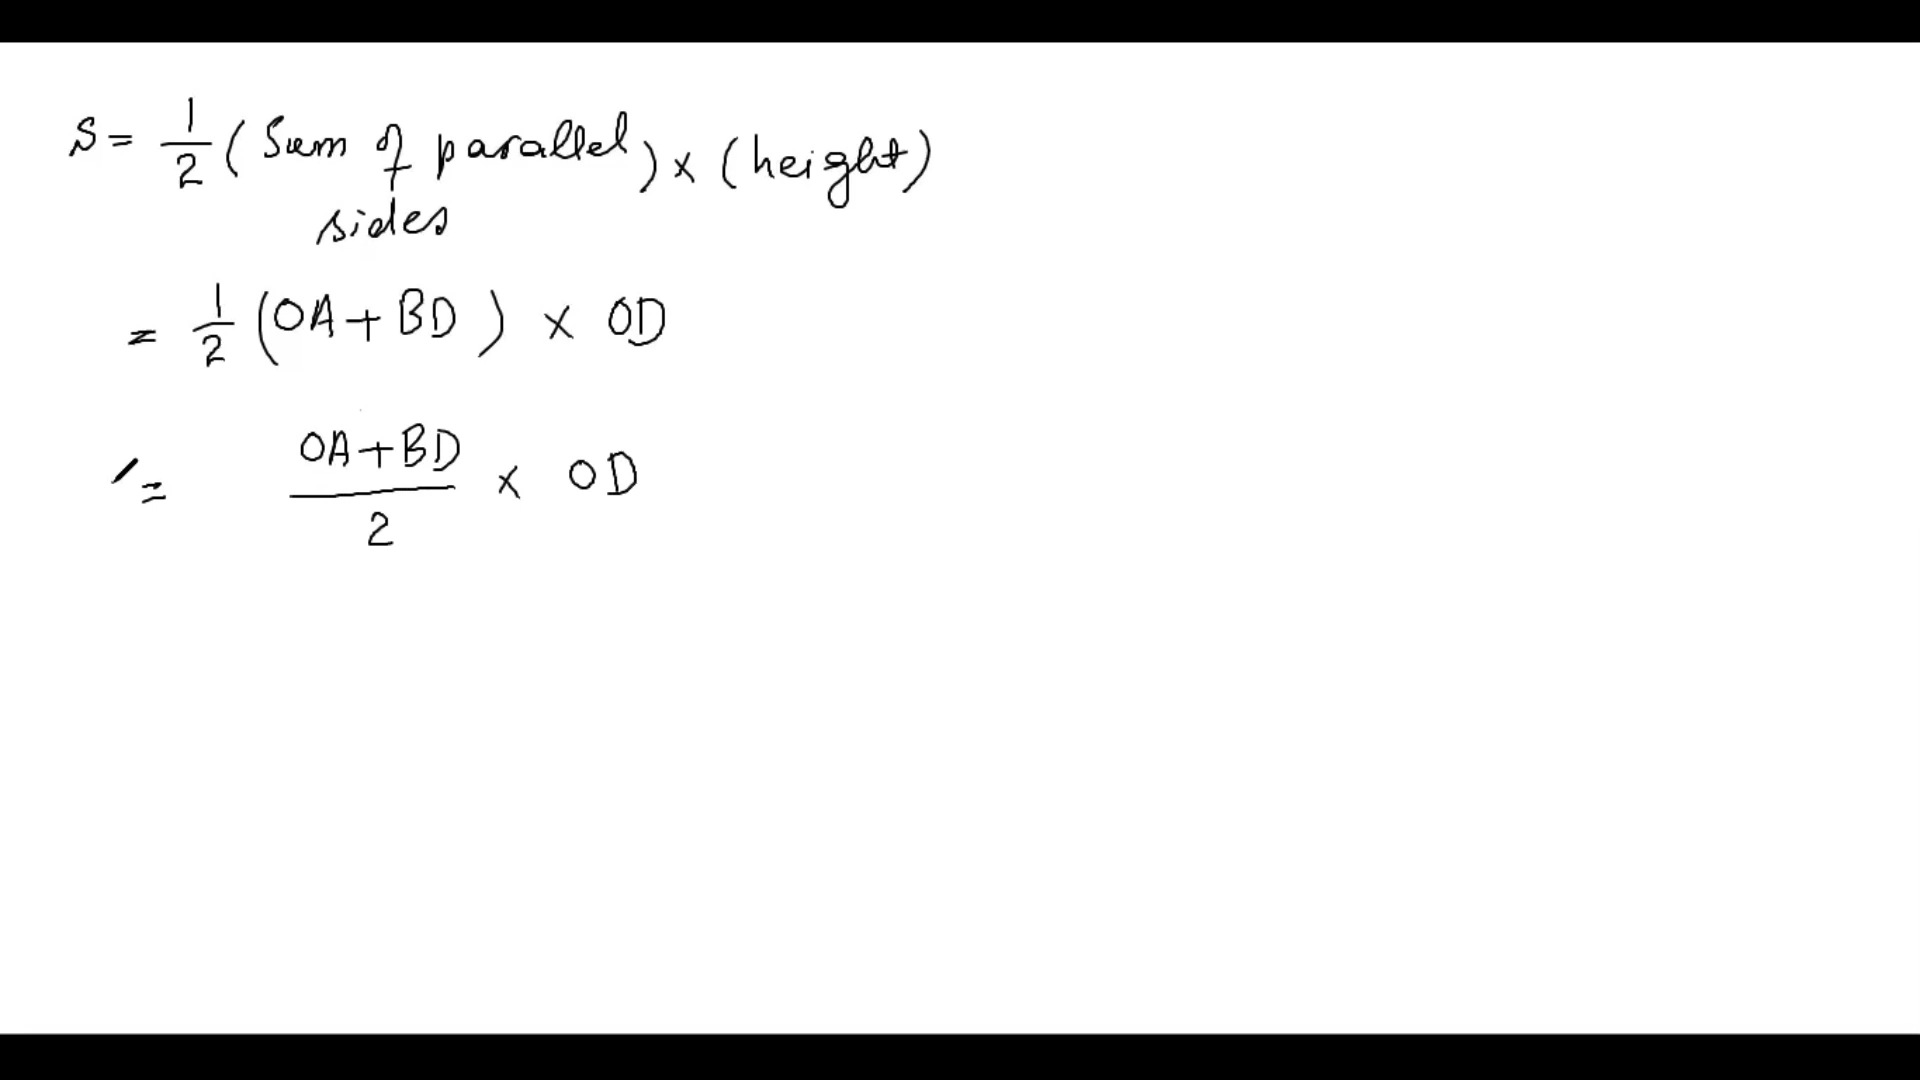 S = 1/2 (Sum of parallel sides) × (height)
= 1/2 (OA + BD) × OD
= (OA + BD)/2 × OD